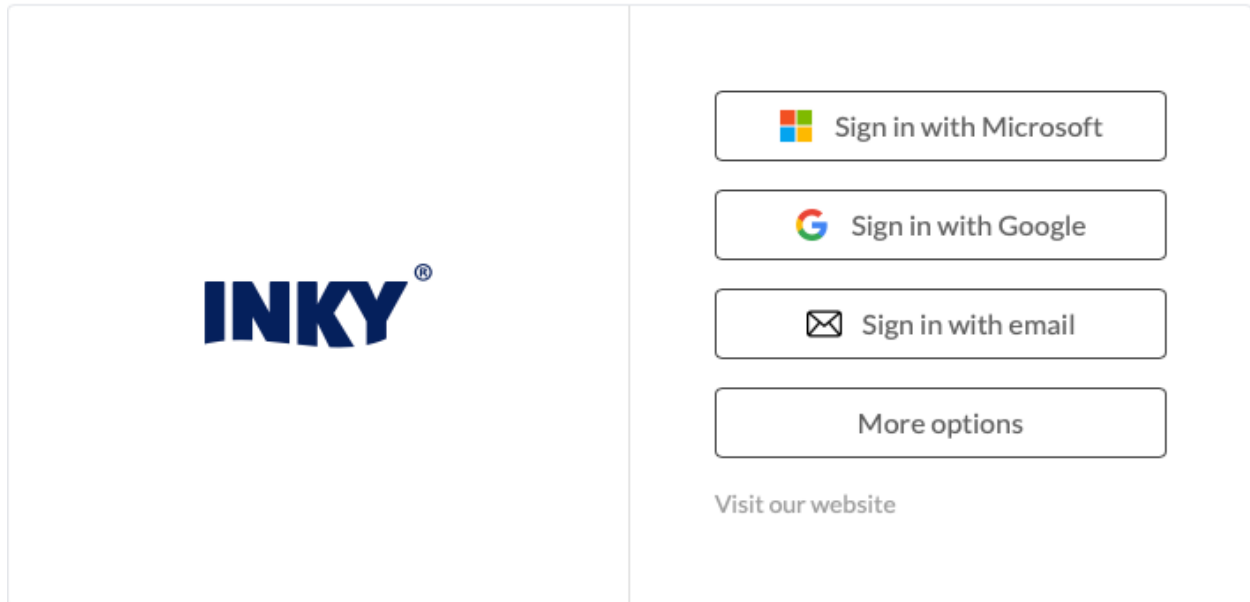 INKY®
Sign in with Microsoft
Sign in with Google
Sign in with email
More options
Visit our website